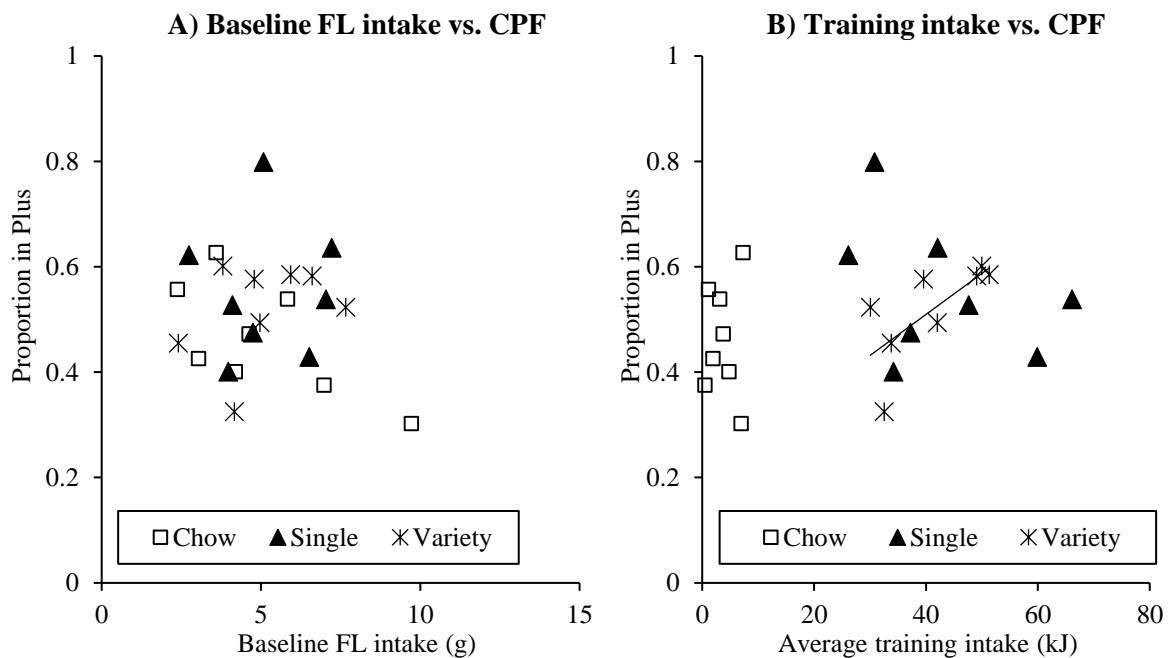 A) Baseline FL intake vs. CPF
Proportion in Plus
1
0.8
0.6
0.4
0.2
0
Chow Single Variety
0 5 10 15
Baseline FL intake (g)
B) Training intake vs. CPF
Proportion in Plus
1
0.8
0.6
0.4
0.2
0
Chow Single Variety
0 20 40 60 80
Average training intake (kJ)